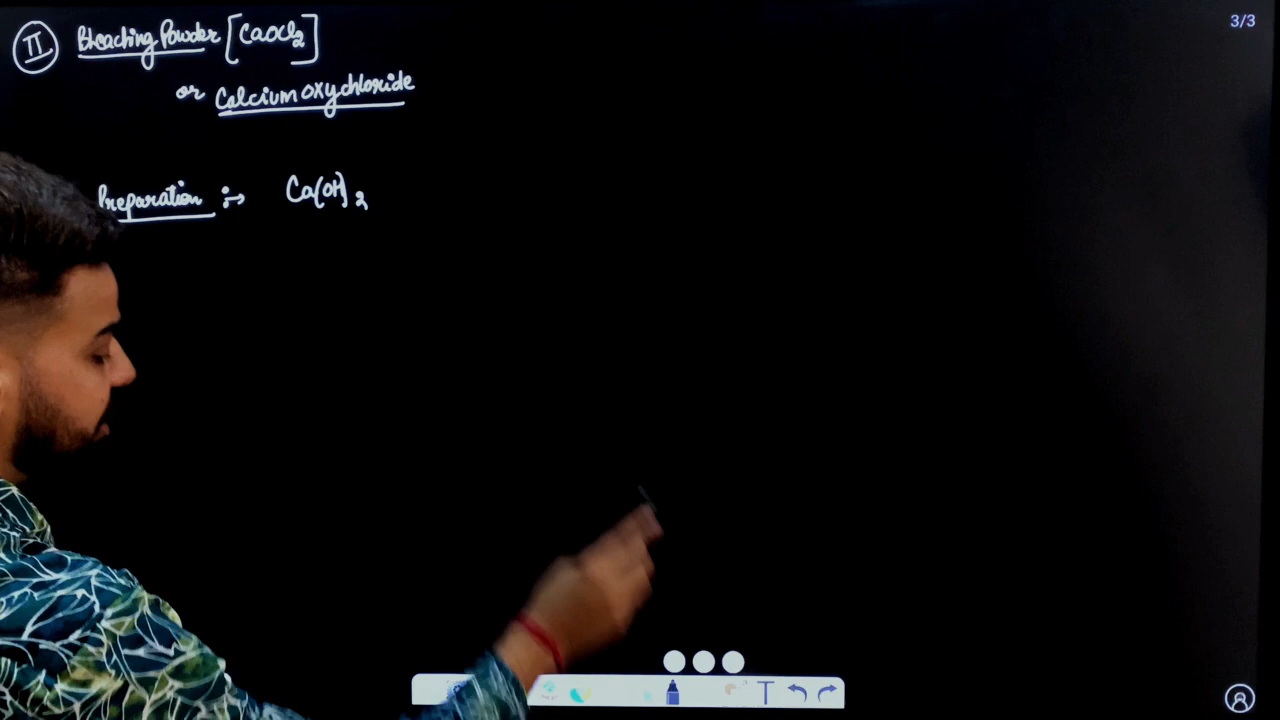 3/3
II Bleaching Powder [CaOCl2]
or Calcium oxychloride
Preparation :→ Ca(OH)2
T